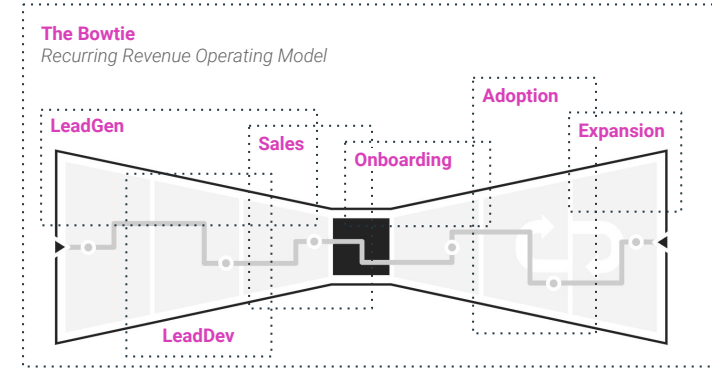 The Bowtie
Recurring Revenue Operating Model
LeadGen
Sales
Onboarding
Adoption
Expansion
LeadDev